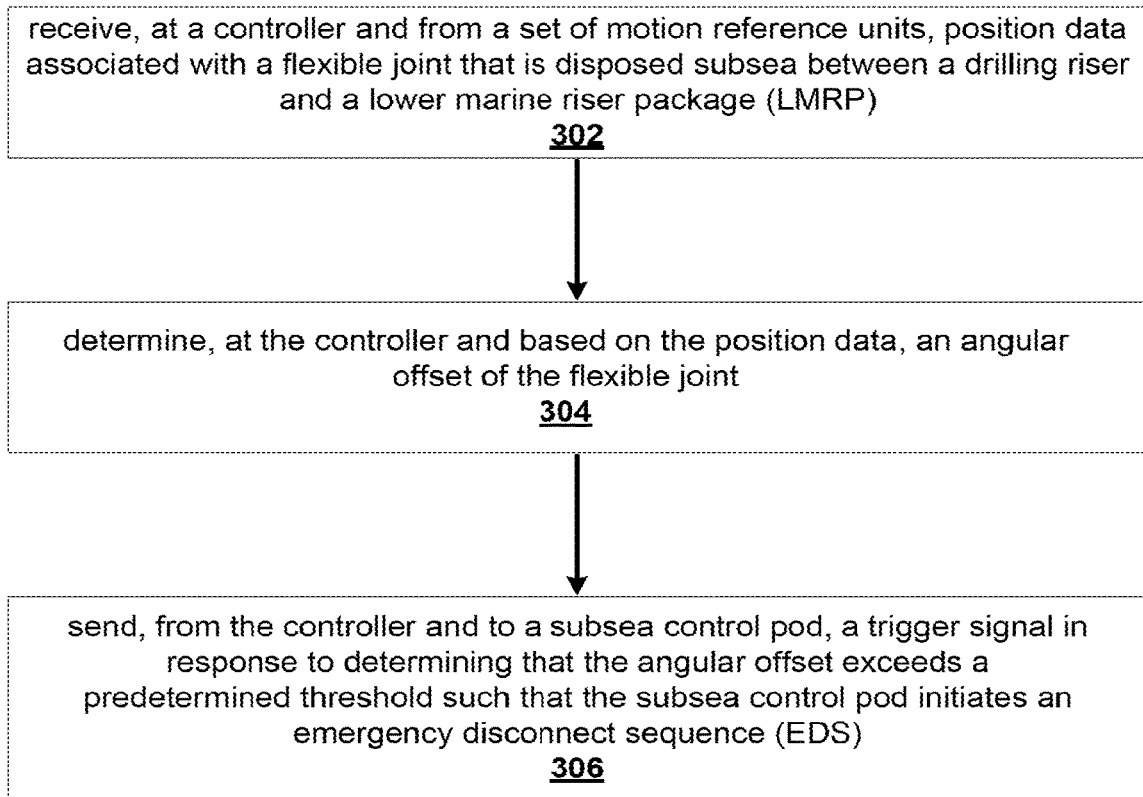 receive, at a controller and from a set of motion reference units, position data
associated with a flexible joint that is disposed subsea between a drilling riser
and a lower marine riser package (LMRP)
302
determine, at the controller and based on the position data, an angular
offset of the flexible joint
304
send, from the controller and to a subsea control pod, a trigger signal in
response to determining that the angular offset exceeds a
predetermined threshold such that the subsea control pod initiates an
emergency disconnect sequence (EDS)
306